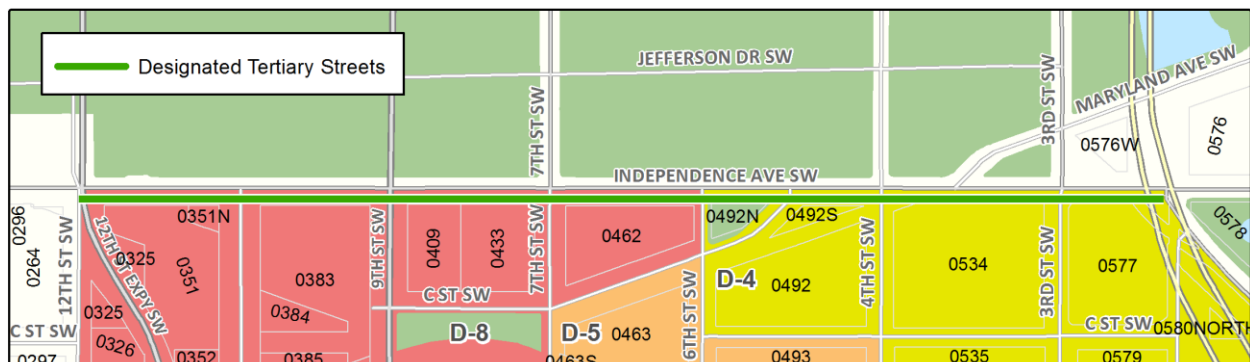 Designated Tertiary Streets
JEFFERSON DR SW
7TH ST SW
3RD ST SW
MARYLAND AVE SW
0576W
0576
INDEPENDENCE AVE SW
0296
0264
12TH ST SW
12TH ST EXPY SW
0351N
0325
0351
0383
9TH ST SW
0409
0433
7TH ST SW
0462
0492N
0492S
0578
D-4
0492
4TH ST SW
0534
3RD ST SW
0577
0325
0384
C ST SW
6TH ST SW
C ST SW
0326
D-8
D-5
0463
C ST SW
0580NORTH
0297
0352
0385
0463S
0493
0535
0579